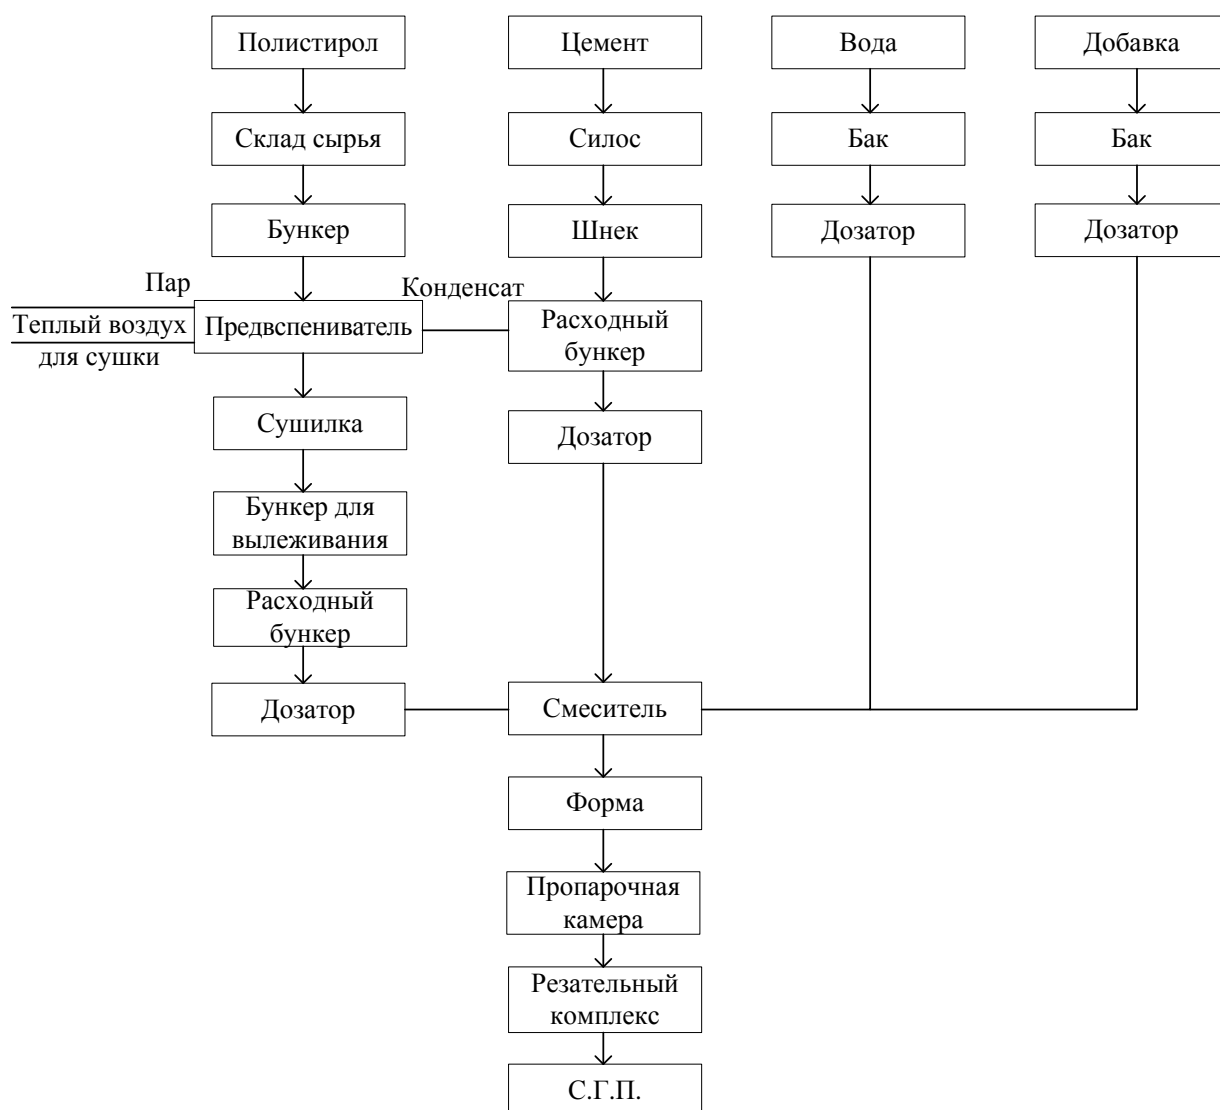 Полистирол
Цемент
Вода
Добавка
Склад сырья
Силос
Бак
Бак
Бункер
Шнек
Дозатор
Дозатор
Пар
Конденсат
Теплый воздух
для сушки
Предвспениватель
Расходный
бункер
Сушилка
Дозатор
Бункер для
вылеживания
Расходный
бункер
Дозатор
Смеситель
Форма
Пропарочная
камера
Резательный
комплекс
С.Г.П.